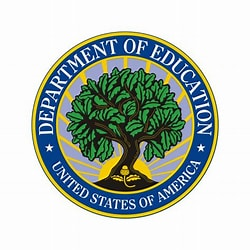 DEPARTMENT OF EDUCATION
UNITED STATES OF AMERICA